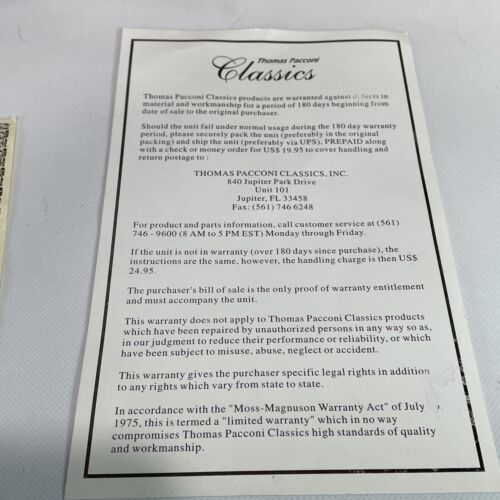 Thomas Pacconi
Classics
Thomas Pacconi Classics products are warranted against defects in
material and workmanship for a period of 180 days beginning from
date of sale to the original purchaser.
Should the unit fail under normal usage during the 180 day warranty
period, please securely pack the unit (preferably in the original
packing) and ship the unit (preferably via UPS), PREPAID along
with a check or money order for US$ 19.95 to cover handling and
return postage to :
THOMAS PACCONI CLASSICS, INC.
840 Jupiter Park Drive
Unit 101
Jupiter, FL 33458
Fax: (561) 746 6248
For product and parts information, call customer service at (561)
746 - 9600 (8 AM to 5 PM EST) Monday through Friday.
If the unit is not in warranty (over 180 days since purchase), the
instructions are the same, however, the handling charge is then US$
24.95.
The purchaser's bill of sale is the only proof of warranty entitlement
and must accompany the unit.
This warranty does not apply to Thomas Pacconi Classics products
which have been repaired by unauthorized persons in any way so as,
in our judgment to reduce their performance or reliability, or which
have been subject to misuse, abuse, neglect or accident.
This warranty gives the purchaser specific legal rights in addition
to any rights which vary from state to state.
In accordance with the "Moss-Magnuson Warranty Act" of July
1975, this is termed a "limited warranty" which in no way
compromises Thomas Pacconi Classics high standards of quality
and workmanship.